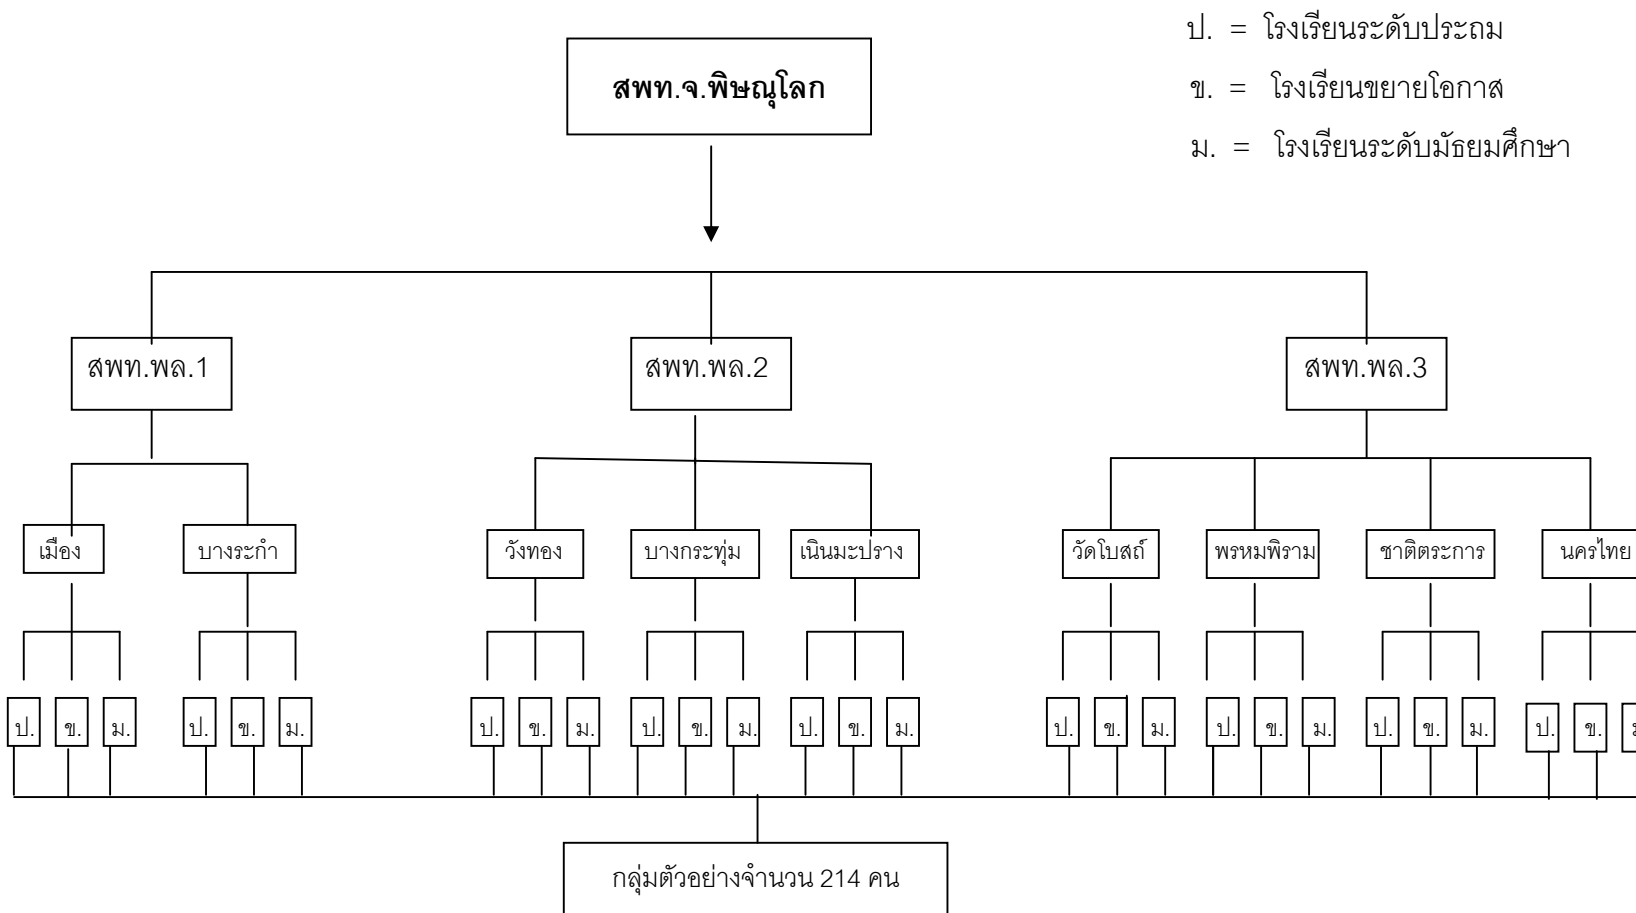 ป. = โรงเรียนระดับประถม
ข. = โรงเรียนขยายโอกาส
ม. = โรงเรียนระดับมัธยมศึกษา
สพท.จ.พิษณุโลก
สพท.พล.1 สพท.พล.2 สพท.พล.3
เมือง บางระกำ วังทอง บางกระทุ่ม เนินมะปราง วัดโบสถ์ พรหมพิราม ชาติตระการ นครไทย
ป. ข. ม. ป. ข. ม. ป. ข. ม. ป. ข. ม. ป. ข. ม. ป. ข. ม. ป. ข. ม. ป. ข. ม. ป. ข.
กลุ่มตัวอย่างจำนวน 214 คน